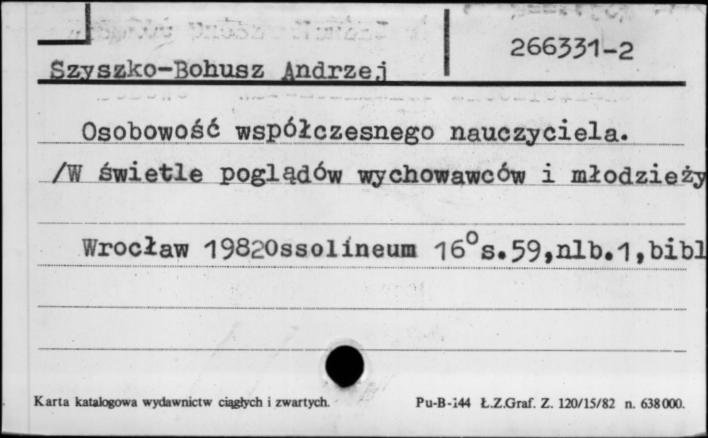 266331-2
Szyszko-Bohusz Andrzej
Osobowość współczesnego nauczyciela.
/W świetle poglądów wychowawców i młodzieży
Wrocław 1982Ossolineum 16°s.59,nlb.1,bibl
Karta katalogowa wydawnictw ciągłych i zwartych.
Pu-B-144 Ł.Z.Graf. Z. 120/15/82 n. 638000.